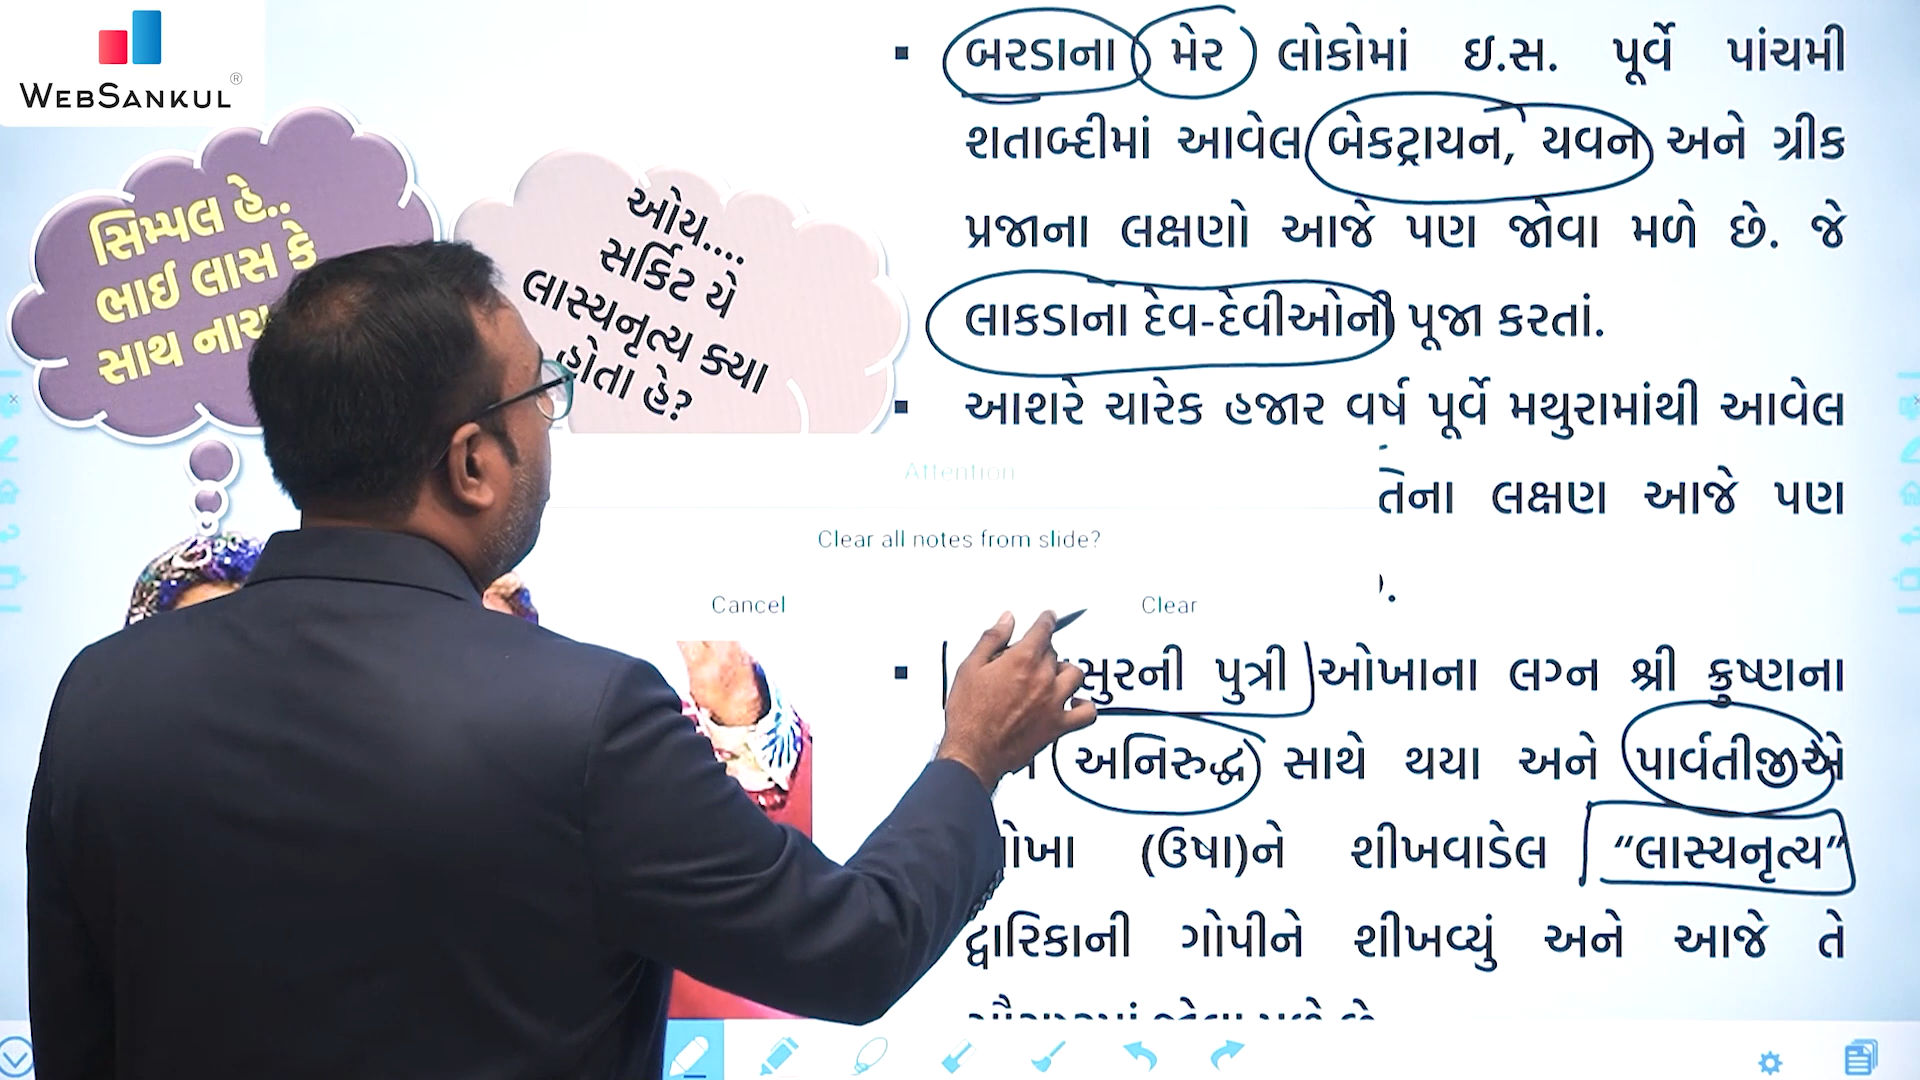 WEBSANKUL®
સિમ્પલ હે..
ભાઈ લાસ કે
સાથ નાચ
ઓય....
સર્કિટ યે
લાસ્યનૃત્ય ક્યા
હોતા હે?
▪ બરડાના મેર લોકોમાં ઇ.સ. પૂર્વે પાંચમી
શતાબ્દીમાં આવેલ બેકટ્રાયન, યવન અને ગ્રીક
પ્રજાના લક્ષણો આજે પણ જોવા મળે છે. જે
લાકડાના દેવ-દેવીઓની પૂજા કરતાં.
▪ આશરે ચારેક હજાર વર્ષ પૂર્વે મથુરામાંથી આવેલ
લક્ષણ આજે પણ
Attention
Clear all notes from slide?
Cancel Clear
▪ પુત્રી ઓખાના લગ્ન શ્રી ક્રુષ્ણના
અનિરુદ્ધ સાથે થયા અને પાર્વતીજીએ
(ઉષા)ને શીખવાડેલ “લાસ્યનૃત્ય”
દ્વારિકાની ગોપીને શીખવ્યું અને આજે તે